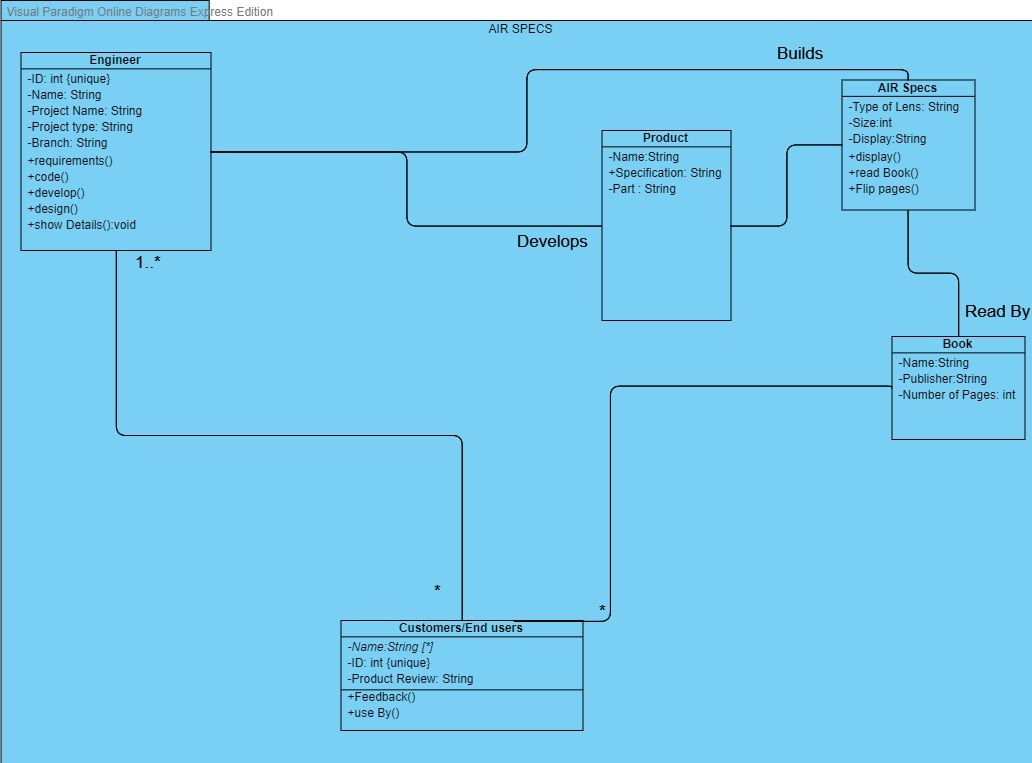 Visual Paradigm Online Diagrams Express Edition
AIR SPECS
Engineer
-ID: int {unique}
-Name: String
-Project Name: String
-Project type: String
-Branch: String
+requirements()
+code()
+develop()
+design()
+show Details():void
1..*
Builds
AIR Specs
-Type of Lens: String
-Size:int
-Display:String
+display()
+read Book()
+Flip pages()
Product
-Name:String
+Specification: String
-Part : String
Develops
Read By
Book
-Name:String
-Publisher:String
-Number of Pages: int
*
*
Customers/End users
-Name:String [*]
-ID: int {unique}
-Product Review: String
+Feedback()
+use By()